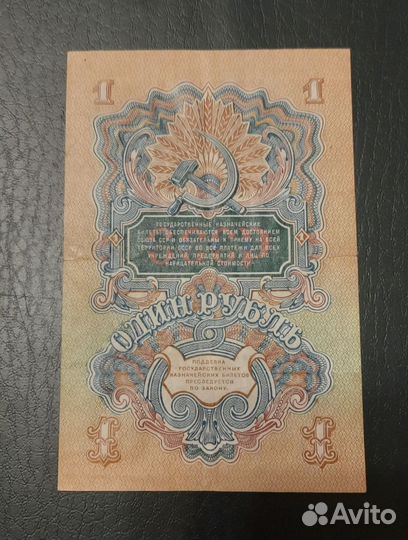 1 1
ГОСУДАРСТВЕННЫЕ КАЗНАЧЕЙСКИЕ
БИЛЕТЫ ОБЕСПЕЧИВАЮТСЯ ВСЕМ ДОСТОЯНИЕМ
СОЮЗА ССР И ОБЯЗАТЕЛЬНЫ К ПРИЕМУ НА ВСЕЙ
ТЕРРИТОРИИ СССР ВО ВСЕ ПЛАТЕЖИ ДЛЯ ВСЕХ
УЧРЕЖДЕНИЙ, ПРЕДПРИЯТИЙ И ЛИЦ ПО
НАРИЦАТЕЛЬНОЙ СТОИМОСТИ
ОДИН РУБЛЬ
ПОДДЕЛКА
ГОСУДАРСТВЕННЫХ
КАЗНАЧЕЙСКИХ БИЛЕТОВ
ПРЕСЛЕДУЕТСЯ
ПО ЗАКОНУ.
1 1
Avito